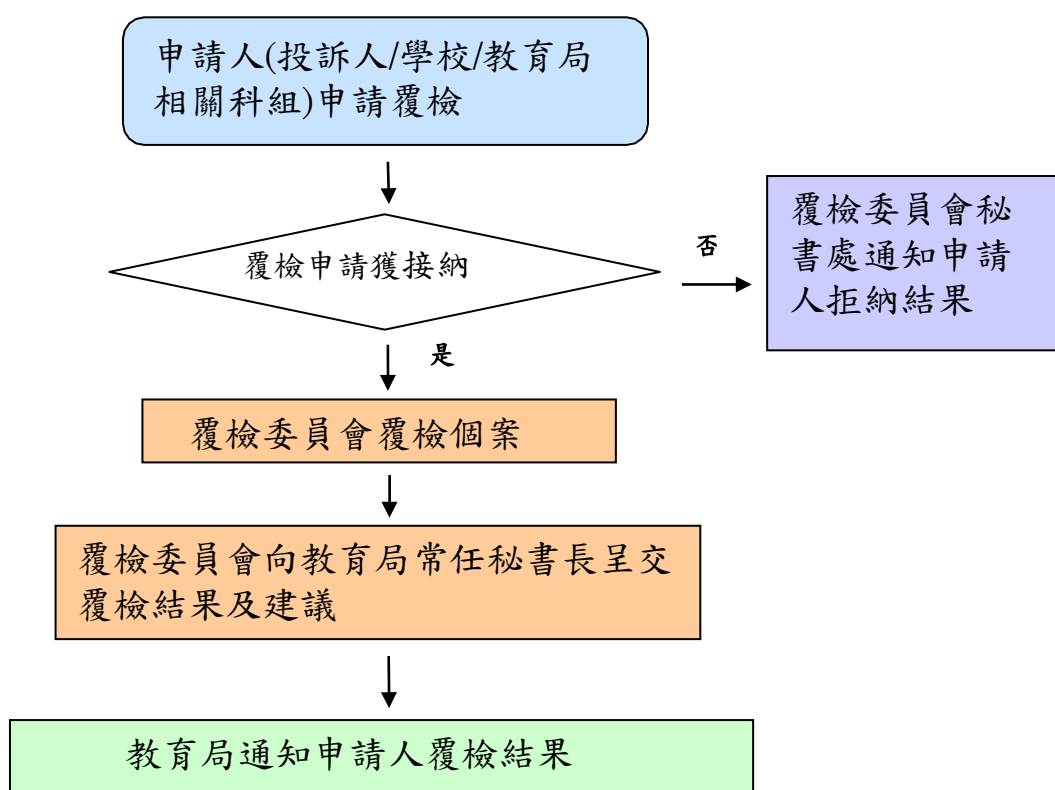 申請人(投訴人/學校/教育局
相關科組)申請覆檢
覆檢申請獲接納
否
覆檢委員會秘
書處通知申請
人拒納結果
是
覆檢委員會覆檢個案
覆檢委員會向教育局常任秘書長呈交
覆檢結果及建議
教育局通知申請人覆檢結果